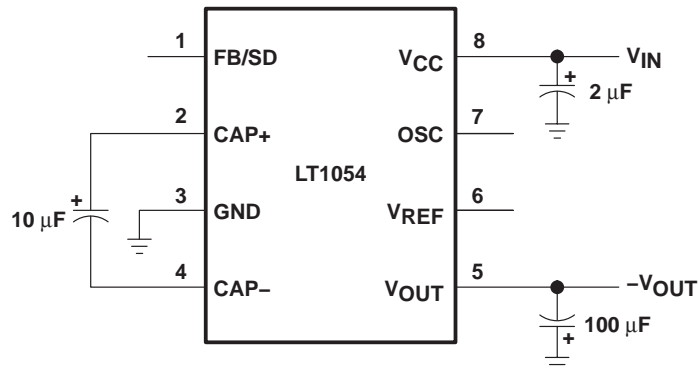 1 FB/SD VCC 8 VIN
+
2 μF
2 CAP+ OSC 7
LT1054
+
10 μF
3 GND VREF 6
4 CAP− VOUT 5 −VOUT
100 μF
+